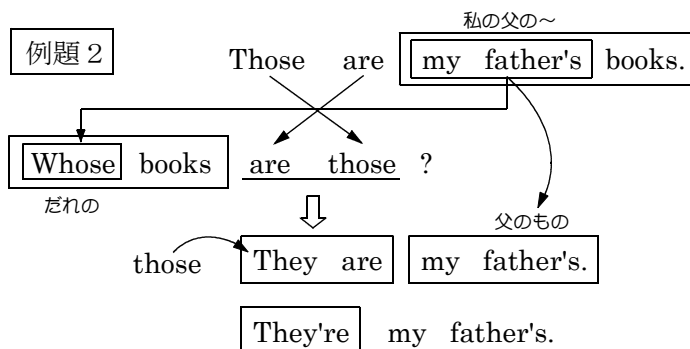 私の父の～
例題２
Those are my father's books.
Whose books are those ?
だれの
父のもの
those They are my father's.
They're my father's.